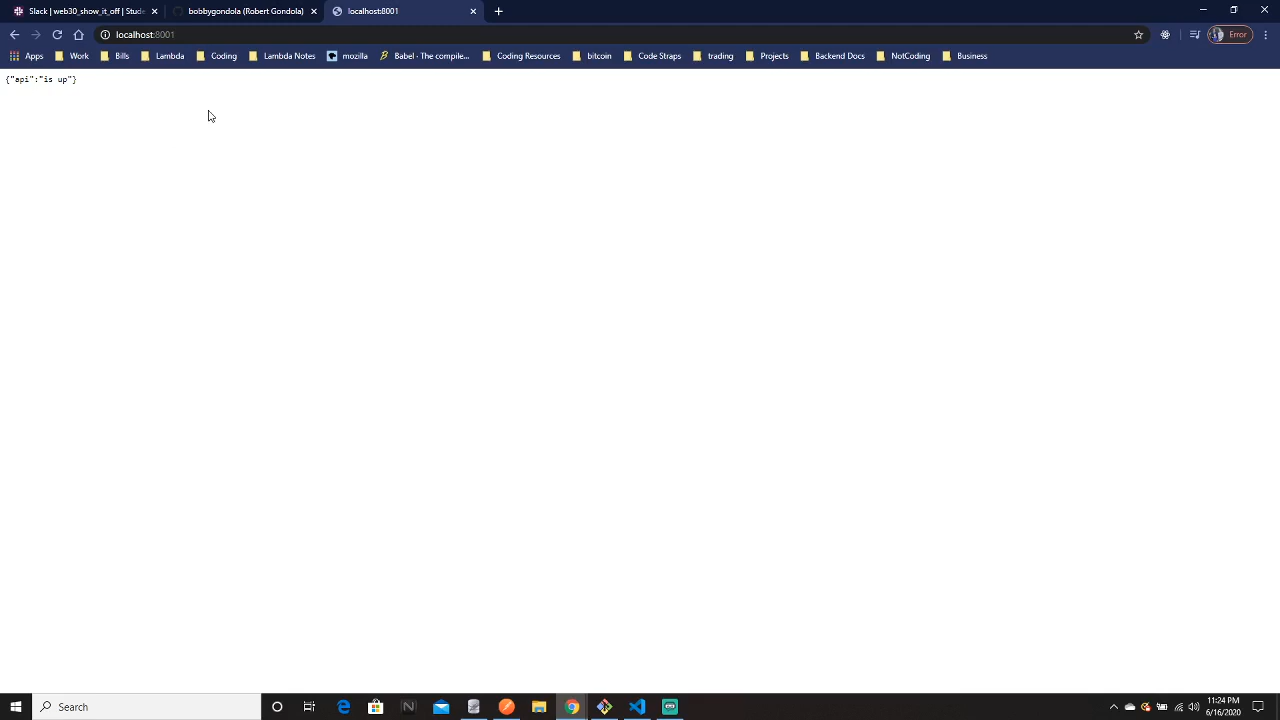 Slack | web30_show_it_off | Stude
bobbygondola (Robert Gondola)
localhost:8001
localhost:8001
Error
Apps Work Bills Lambda Coding Lambda Notes mozilla Babel · The compile... Coding Resources bitcoin Code Straps trading Projects Backend Docs NotCoding Business
{"api":"is up"}
Search
11:24 PM
6/16/2020